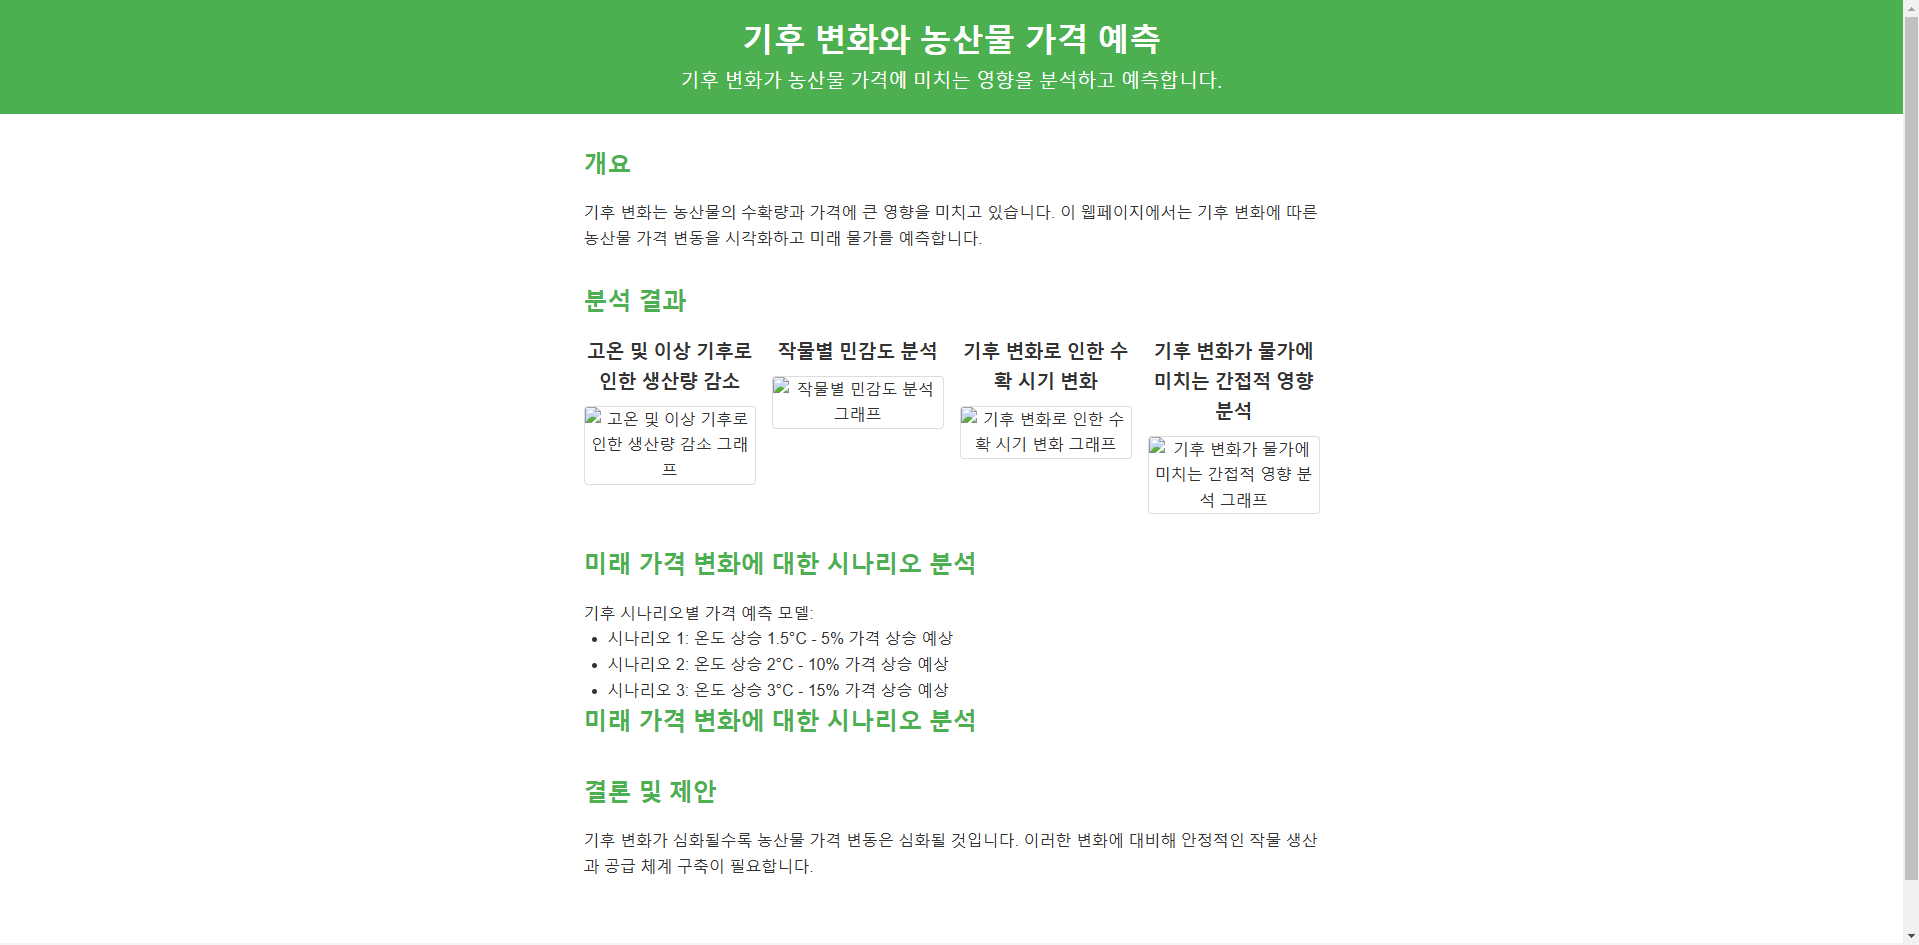 기후 변화와 농산물 가격 예측
기후 변화가 농산물 가격에 미치는 영향을 분석하고 예측합니다.
개요
기후 변화는 농산물의 수확량과 가격에 큰 영향을 미치고 있습니다. 이 웹페이지에서는 기후 변화에 따른
농산물 가격 변동을 시각화하고 미래 물가를 예측합니다.
분석 결과
고온 및 이상 기후로
인한 생산량 감소
고온 및 이상 기후로
인한 생산량 감소 그래
프
작물별 민감도 분석
작물별 민감도 분석
그래프
기후 변화로 인한 수
확 시기 변화
기후 변화로 인한 수
확 시기 변화 그래프
기후 변화가 물가에
미치는 간접적 영향
분석
기후 변화가 물가에
미치는 간접적 영향 분
석 그래프
미래 가격 변화에 대한 시나리오 분석
기후 시나리오별 가격 예측 모델:
• 시나리오 1: 온도 상승 1.5°C - 5% 가격 상승 예상
• 시나리오 2: 온도 상승 2°C - 10% 가격 상승 예상
• 시나리오 3: 온도 상승 3°C - 15% 가격 상승 예상
미래 가격 변화에 대한 시나리오 분석
결론 및 제안
기후 변화가 심화될수록 농산물 가격 변동은 심화될 것입니다. 이러한 변화에 대비해 안정적인 작물 생산
과 공급 체계 구축이 필요합니다.